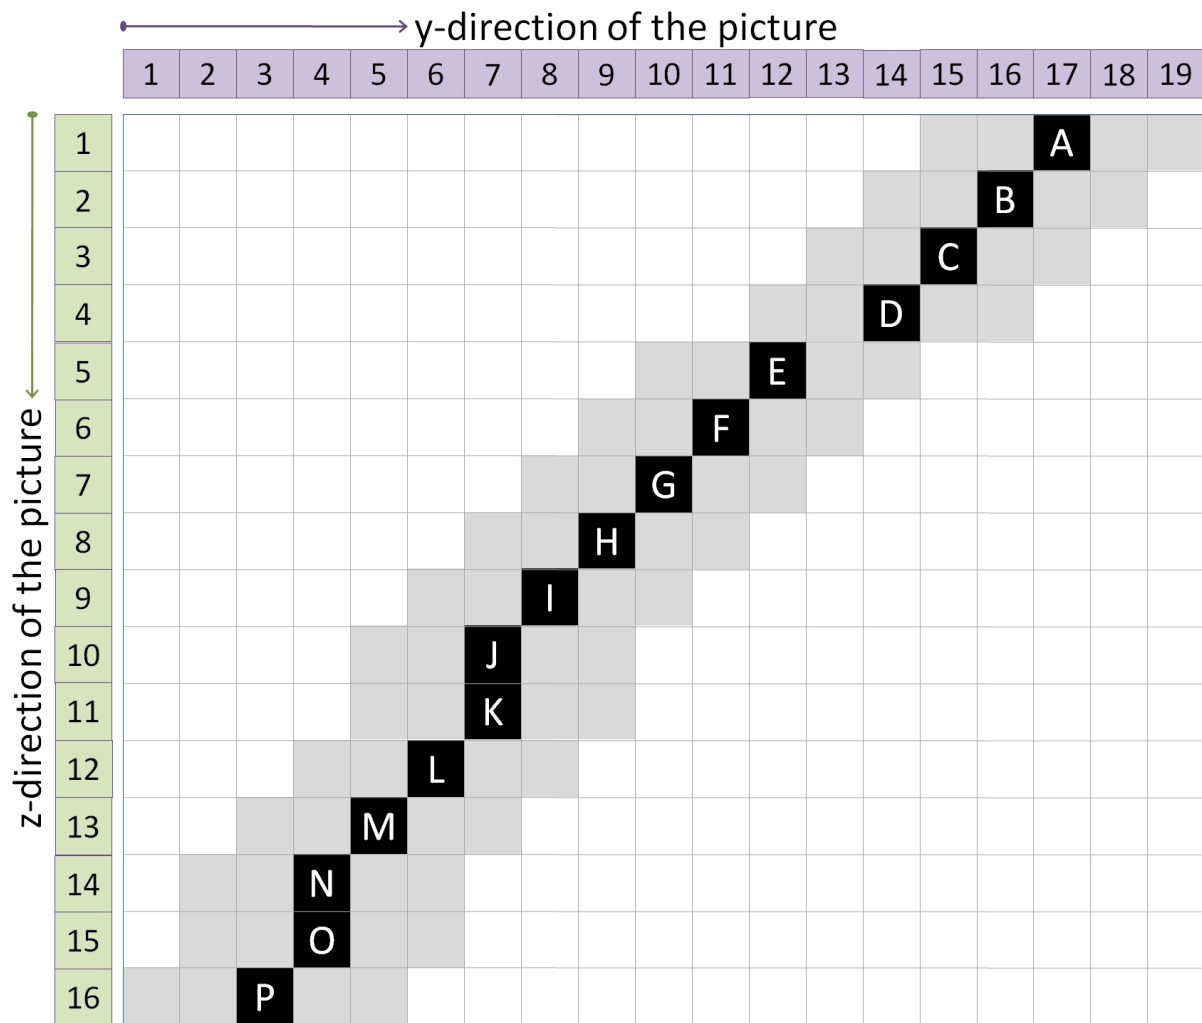 y-direction of the picture
1 2 3 4 5 6 7 8 9 10 11 12 13 14 15 16 17 18 19
z-direction of the picture
1 A
2 B
3 C
4 D
5 E
6 F
7 G
8 H
9 I
10 J
11 K
12 L
13 M
14 N
15 O
16 P